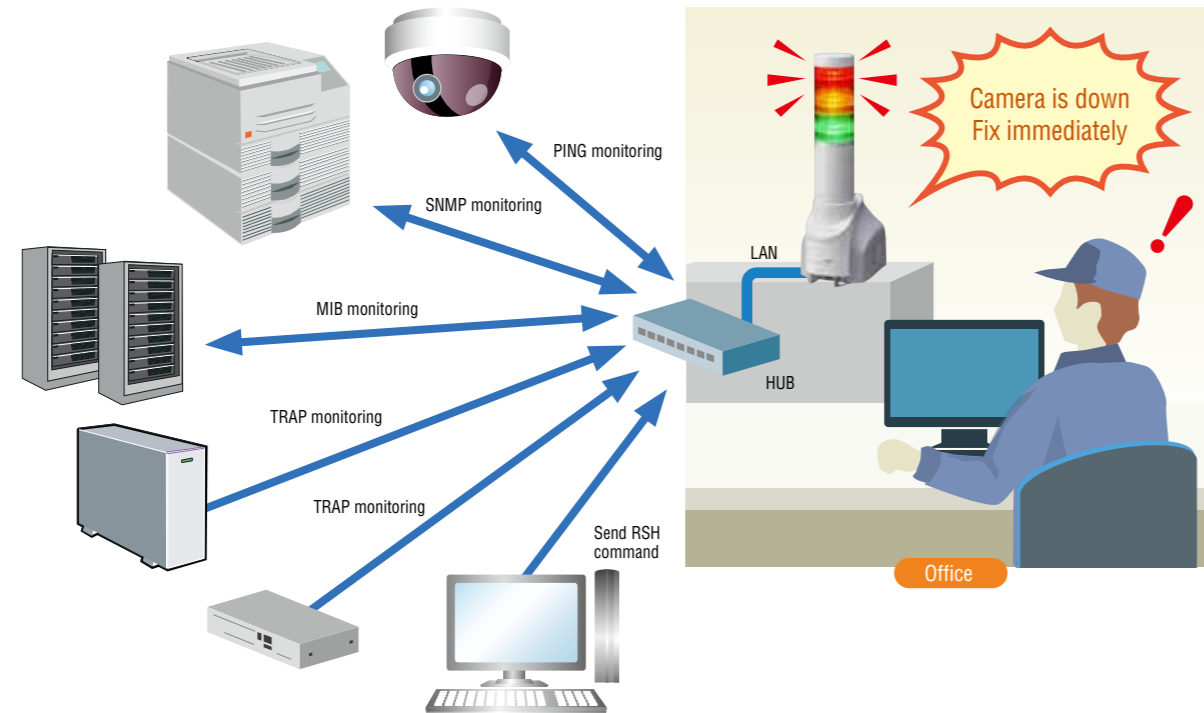 PING monitoring
SNMP monitoring
MIB monitoring
TRAP monitoring
TRAP monitoring
Send RSH
command
LAN
HUB
Camera is down
Fix immediately
Office